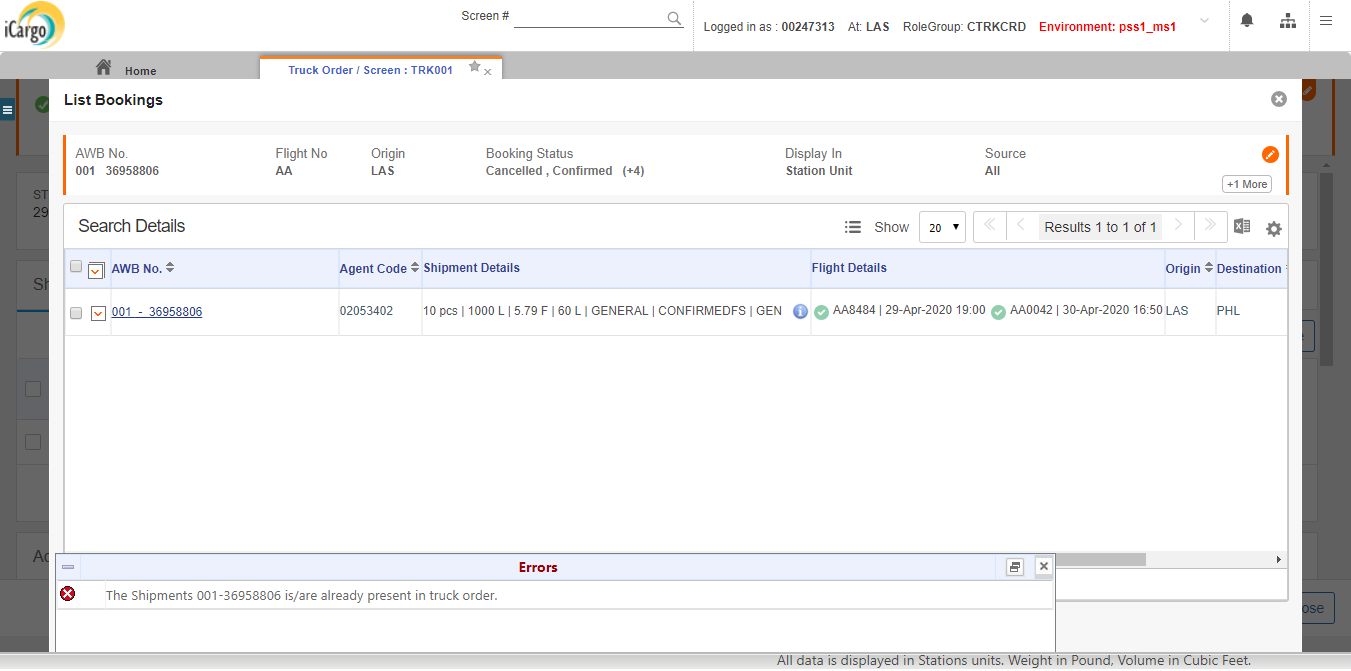 iCargo
Screen #
Logged in as : 00247313 At: LAS RoleGroup: CTRKCRD Environment: pss1_ms1
Home
Truck Order / Screen : TRK001
List Bookings
AWB No. Flight No Origin Booking Status Display In Source
001 36958806 AA LAS Cancelled , Confirmed (+4) Station Unit All
+1 More
Search Details Show 20 Results 1 to 1 of 1
AWB No. Agent Code Shipment Details Flight Details Origin Destination
001 - 36958806 02053402 10 pcs | 1000 L | 5.79 F | 60 L | GENERAL | CONFIRMEDFS | GEN AA8484 | 29-Apr-2020 19:00 AA0042 | 30-Apr-2020 16:50 LAS PHL
ST
29
Sh
Ac
Errors
The Shipments 001-36958806 is/are already present in truck order.
ose
All data is displayed in Stations units. Weight in Pound, Volume in Cubic Feet.